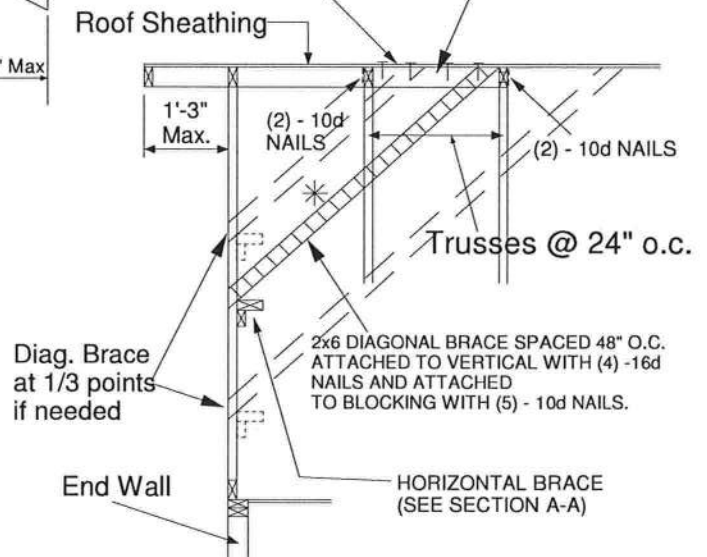 Roof Sheathing
' Max
1'-3"
Max.
(2) - 10d
NAILS
(2) - 10d NAILS
Trusses @ 24" o.c.
Diag. Brace
at 1/3 points
if needed
2x6 DIAGONAL BRACE SPACED 48" O.C.
ATTACHED TO VERTICAL WITH (4) -16d
NAILS AND ATTACHED
TO BLOCKING WITH (5) - 10d NAILS.
End Wall
HORIZONTAL BRACE
(SEE SECTION A-A)